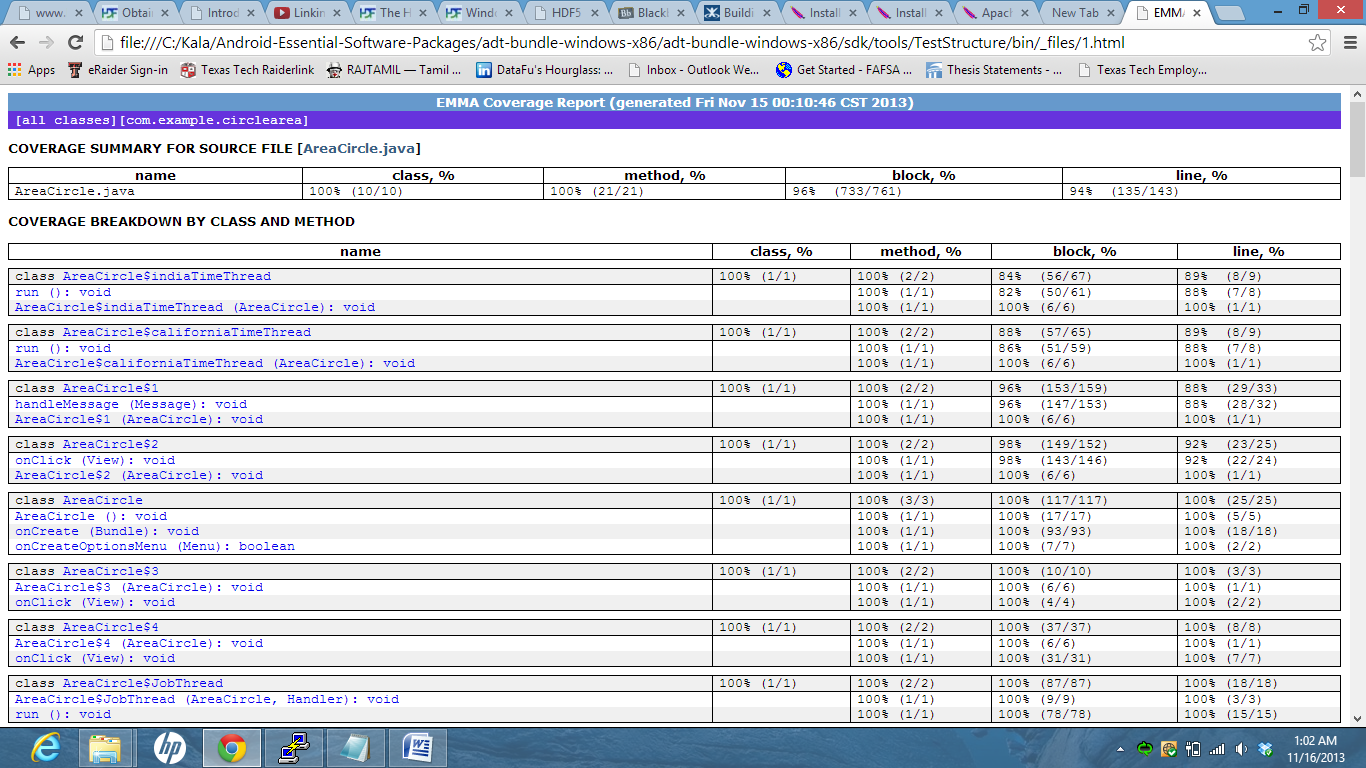 www. Obtain Introd Linkin The H Windo HDF5 Blackl Buildi Install Install Apach New Tab EMMA
file:///C:/Kala/Android-Essential-Software-Packages/adt-bundle-windows-x86/adt-bundle-windows-x86/sdk/tools/TestStructure/bin/_files/1.html
Apps eRaider Sign-in Texas Tech Raiderlink RAJTAMIL — Tamil ... DataFu's Hourglass: ... Inbox - Outlook We... Get Started - FAFSA ... Thesis Statements - ... Texas Tech Employ...
EMMA Coverage Report (generated Fri Nov 15 00:10:46 CST 2013)
[all classes][com.example.circlearea]
COVERAGE SUMMARY FOR SOURCE FILE [AreaCircle.java]
name class, % method, % block, % line, %
AreaCircle.java 100% (10/10) 100% (21/21) 96% (733/761) 94% (135/143)
COVERAGE BREAKDOWN BY CLASS AND METHOD
name class, % method, % block, % line, %
class AreaCircle$indiaTimeThread 100% (1/1) 100% (2/2) 84% (56/67) 89% (8/9)
run (): void 100% (1/1) 82% (50/61) 88% (7/8)
AreaCircle$indiaTimeThread (AreaCircle): void 100% (1/1) 100% (6/6) 100% (1/1)
class AreaCircle$californiaTimeThread 100% (1/1) 100% (2/2) 88% (57/65) 89% (8/9)
run (): void 100% (1/1) 86% (51/59) 88% (7/8)
AreaCircle$californiaTimeThread (AreaCircle): void 100% (1/1) 100% (6/6) 100% (1/1)
class AreaCircle$1 100% (1/1) 100% (2/2) 96% (153/159) 88% (29/33)
handleMessage (Message): void 100% (1/1) 96% (147/153) 88% (28/32)
AreaCircle$1 (AreaCircle): void 100% (1/1) 100% (6/6) 100% (1/1)
class AreaCircle$2 100% (1/1) 100% (2/2) 98% (149/152) 92% (23/25)
onClick (View): void 100% (1/1) 98% (143/146) 92% (22/24)
AreaCircle$2 (AreaCircle): void 100% (1/1) 100% (6/6) 100% (1/1)
class AreaCircle 100% (1/1) 100% (3/3) 100% (117/117) 100% (25/25)
AreaCircle (): void 100% (1/1) 100% (17/17) 100% (5/5)
onCreate (Bundle): void 100% (1/1) 100% (93/93) 100% (18/18)
onCreateOptionsMenu (Menu): boolean 100% (1/1) 100% (7/7) 100% (2/2)
class AreaCircle$3 100% (1/1) 100% (2/2) 100% (10/10) 100% (3/3)
AreaCircle$3 (AreaCircle): void 100% (1/1) 100% (6/6) 100% (1/1)
onClick (View): void 100% (1/1) 100% (4/4) 100% (2/2)
class AreaCircle$4 100% (1/1) 100% (2/2) 100% (37/37) 100% (8/8)
AreaCircle$4 (AreaCircle): void 100% (1/1) 100% (6/6) 100% (1/1)
onClick (View): void 100% (1/1) 100% (31/31) 100% (7/7)
class AreaCircle$JobThread 100% (1/1) 100% (2/2) 100% (87/87) 100% (18/18)
AreaCircle$JobThread (AreaCircle, Handler): void 100% (1/1) 100% (9/9) 100% (3/3)
run (): void 100% (1/1) 100% (78/78) 100% (15/15)
1:02 AM
11/16/2013